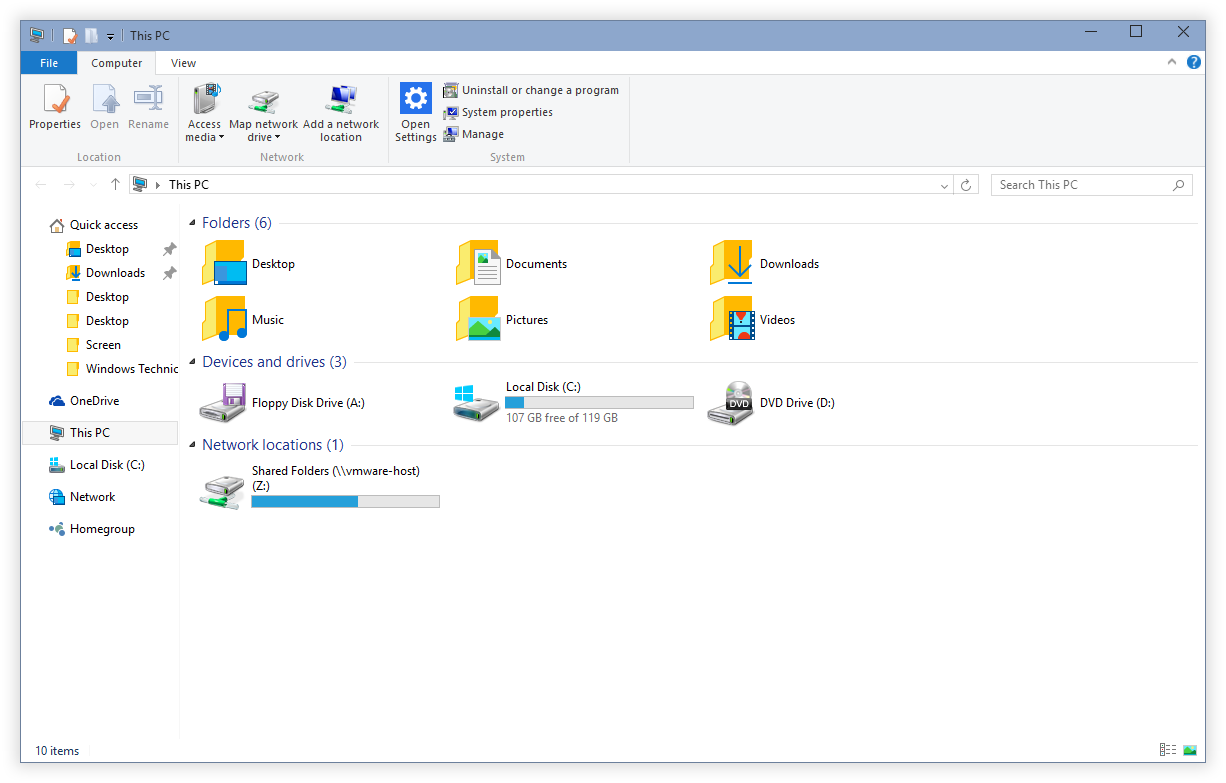 This PC
File
Computer
View
Properties
Open
Rename
Location
Access
media
Map network
drive
Add a network
location
Network
Open
Settings
Uninstall or change a program
System properties
Manage
System
This PC
Search This PC
Quick access
Desktop
Downloads
Desktop
Desktop
Screen
Windows Technic
OneDrive
This PC
Local Disk (C:)
Network
Homegroup
Folders (6)
Desktop
Documents
Downloads
Music
Pictures
Videos
Devices and drives (3)
Floppy Disk Drive (A:)
Local Disk (C:)
107 GB free of 119 GB
DVD
DVD Drive (D:)
Network locations (1)
Shared Folders (\\vmware-host)
(Z:)
10 items